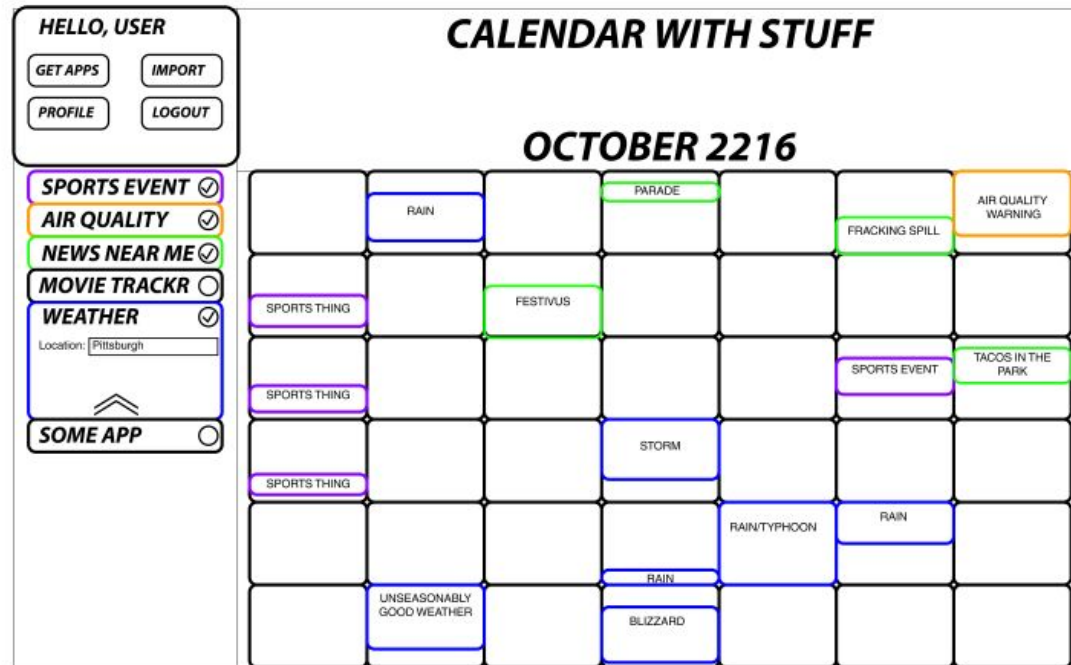 HELLO, USER
GET APPS
IMPORT
PROFILE
LOGOUT
CALENDAR WITH STUFF
OCTOBER 2216
SPORTS EVENT
AIR QUALITY
NEWS NEAR ME
MOVIE TRACKR
WEATHER
Location: Pittsburgh
SOME APP
RAIN
PARADE
FRACKING SPILL
AIR QUALITY
WARNING
SPORTS THING
FESTIVUS
SPORTS THING
SPORTS EVENT
TACOS IN THE
PARK
SPORTS THING
STORM
RAIN
RAIN/TYPHOON
RAIN
UNSEASONABLY
GOOD WEATHER
BLIZZARD